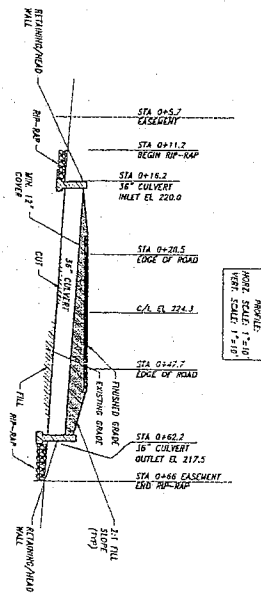 RETAINING/HEAD
WALL
RIP-RAP
MIN. 12"
COVER
CUT
36" CULVERT
FILL
RIP-RAP
RETAINING/HEAD
WALL
STA 0+5.7
EASEMENT
STA 0+11.2
BEGIN RIP-RAP
STA 0+16.2
36" CULVERT
INLET EL 220.0
STA 0+28.5
EDGE OF ROAD
C/L EL 224.3
STA 0+47.7
EDGE OF ROAD
FINISHED GRADE
EXISTING GRADE
STA 0+62.2
36" CULVERT
OUTLET EL 217.5
STA 0+66 EASEMENT
END RIP-RAP
2:1 FILL
SLOPE
(TYP)
PROFILE:
HORZ. SCALE: 1"=10'
VERT. SCALE: 1"=10'